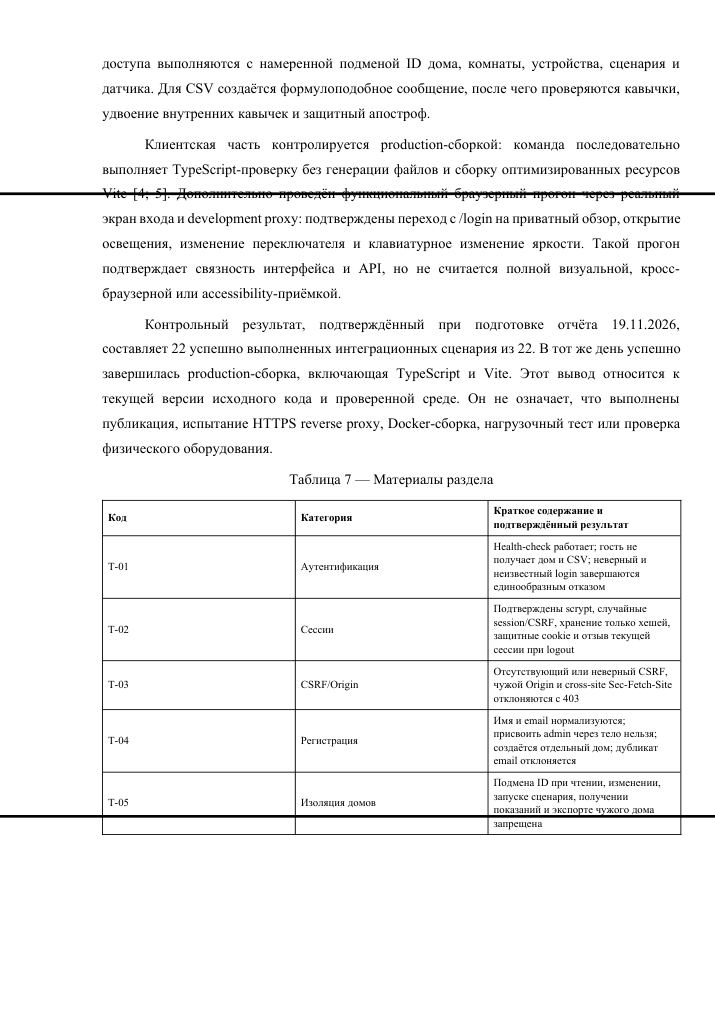 доступа выполняются с намеренной подменой ID дома, комнаты, устройства, сценария и
датчика. Для CSV создаётся формулоподобное сообщение, после чего проверяются кавычки,
удвоение внутренних кавычек и защитный апостроф.
Клиентская часть контролируется production-сборкой: команда последовательно
выполняет TypeScript-проверку без генерации файлов и сборку оптимизированных ресурсов
Vite [4; 5]. Дополнительно проведён функциональный браузерный прогон через реальный
экран входа и development proxy: подтверждены переход с /login на приватный обзор, открытие
освещения, изменение переключателя и клавиатурное изменение яркости. Такой прогон
подтверждает связность интерфейса и API, но не считается полной визуальной, кросс-
браузерной или accessibility-приёмкой.
Контрольный результат, подтверждённый при подготовке отчёта 19.11.2026,
составляет 22 успешно выполненных интеграционных сценария из 22. В тот же день успешно
завершилась production-сборка, включающая TypeScript и Vite. Этот вывод относится к
текущей версии исходного кода и проверенной среде. Он не означает, что выполнены
публикация, испытание HTTPS reverse proxy, Docker-сборка, нагрузочный тест или проверка
физического оборудования.
Таблица 7 — Материалы раздела
Код
Категория
Краткое содержание и
подтверждённый результат
T-01
Аутентификация
Health-check работает; гость не
получает дом и CSV; неверный и
неизвестный login завершаются
единообразным отказом
T-02
Сессии
Подтверждены scrypt, случайные
session/CSRF, хранение только хешей,
защитные cookie и отзыв текущей
сессии при logout
T-03
CSRF/Origin
Отсутствующий или неверный CSRF,
чужой Origin и cross-site Sec-Fetch-Site
отклоняются с 403
T-04
Регистрация
Имя и email нормализуются;
присвоить admin через тело нельзя;
создаётся отдельный дом; дубликат
email отклоняется
T-05
Изоляция домов
Подмена ID при чтении, изменении,
запуске сценария, получении
показаний и экспорте чужого дома
запрещена